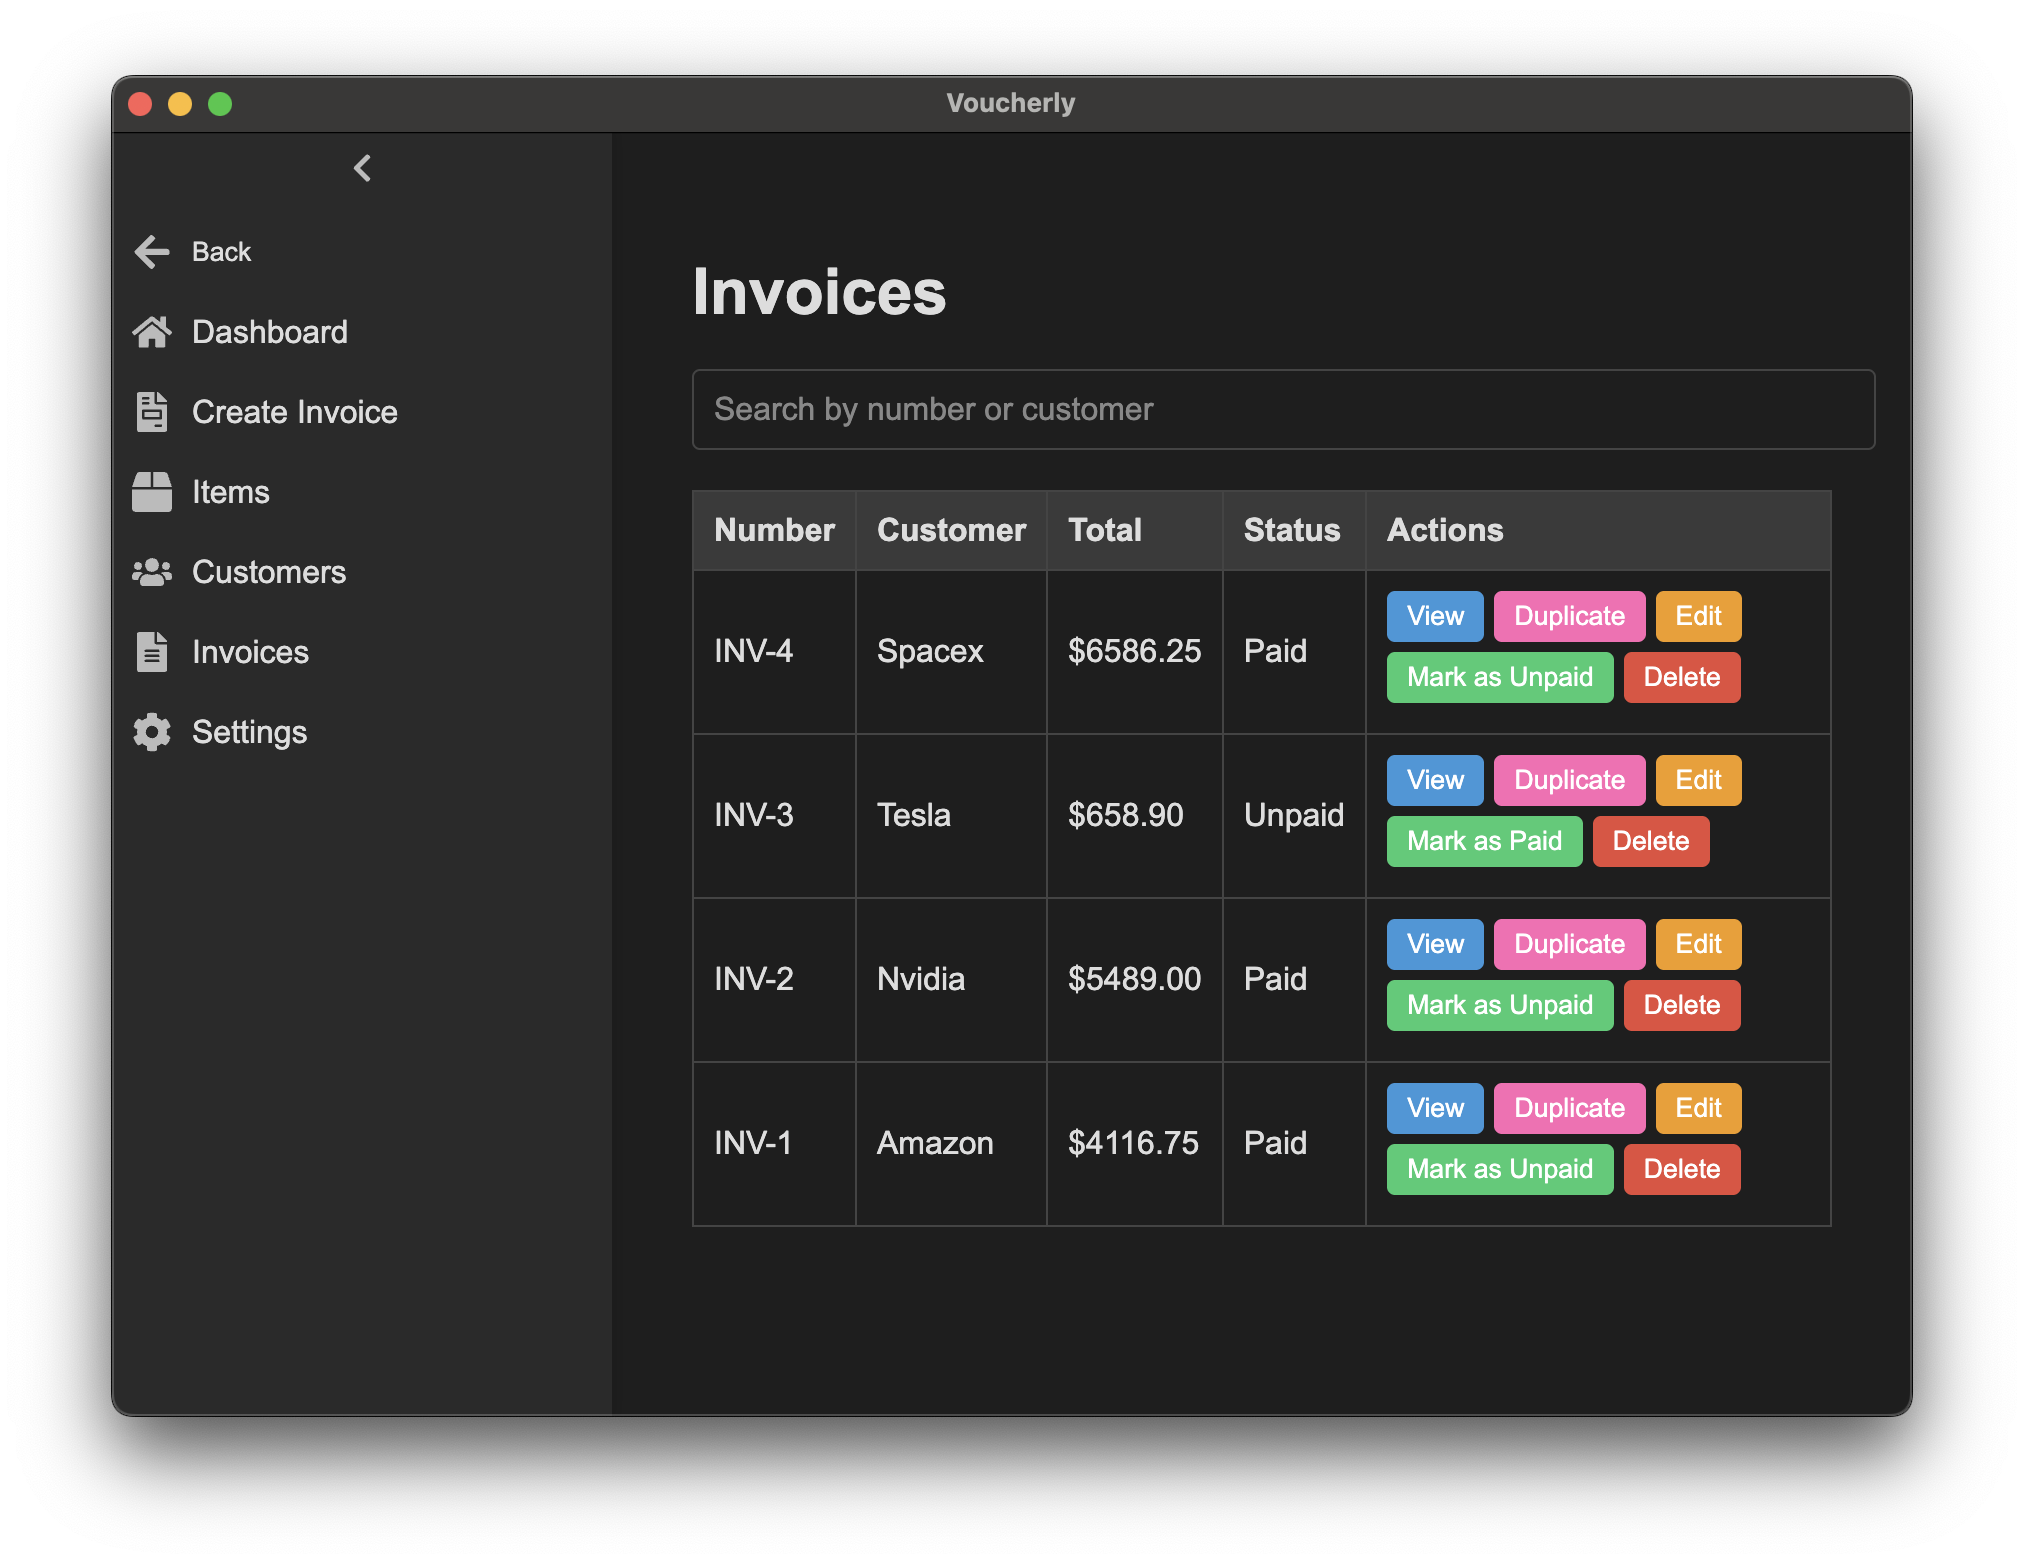 Voucherly
Back
Dashboard
Create Invoice
Items
Customers
Invoices
Settings
Invoices
Search by number or customer
Number Customer Total Status Actions
INV-4 Spacex $6586.25 Paid
View Duplicate Edit
Mark as Unpaid Delete
INV-3 Tesla $658.90 Unpaid
View Duplicate Edit
Mark as Paid Delete
INV-2 Nvidia $5489.00 Paid
View Duplicate Edit
Mark as Unpaid Delete
INV-1 Amazon $4116.75 Paid
View Duplicate Edit
Mark as Unpaid Delete